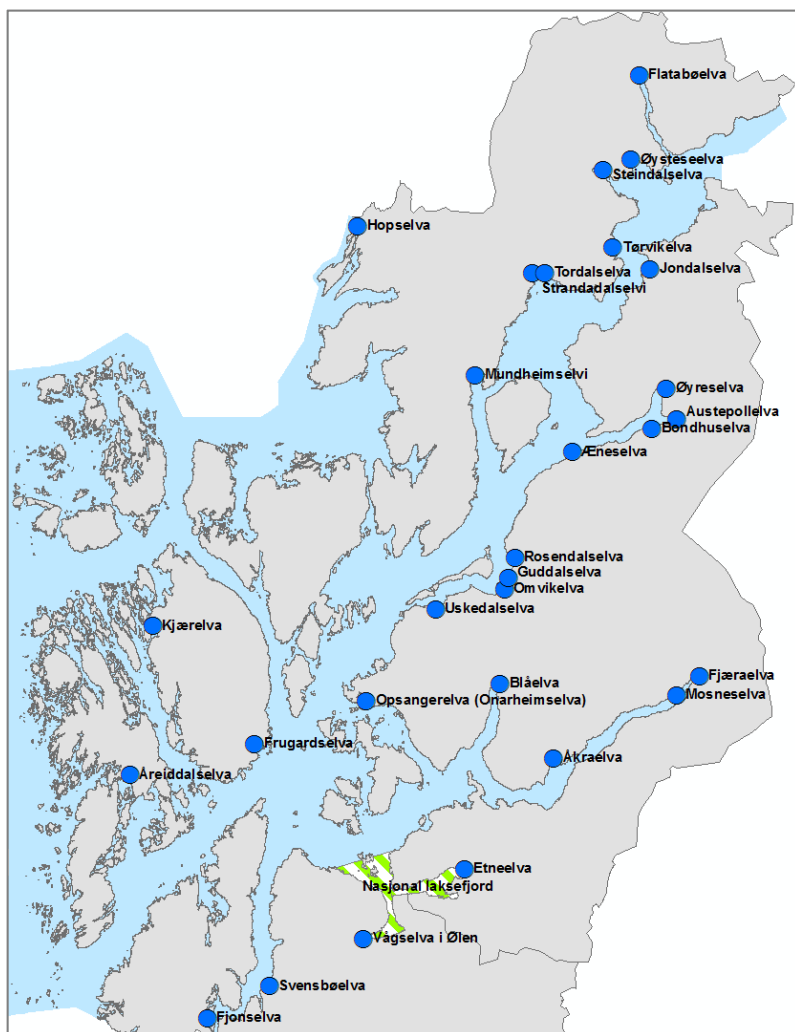 Flatabøelva
Øysteseelva
Steindalselva
Hopselva
Tørvikelva
Jondalselva
Tordalselva
Strandadalselvi
Mundheimselvi
Øyreselva
Austepollelva
Bondhuselva
Æneselva
Rosendalselva
Guddalselva
Omvikelva
Uskedalselva
Kjærelva
Blåelva
Fjæraelva
Mosneselva
Opsangerelva (Onarheimselva)
Frugardselva
Åkraelva
Åreiddalselva
Etneelva
Nasjonal laksefjord
Vågselva i Ølen
Svensbøelva
Fjonselva